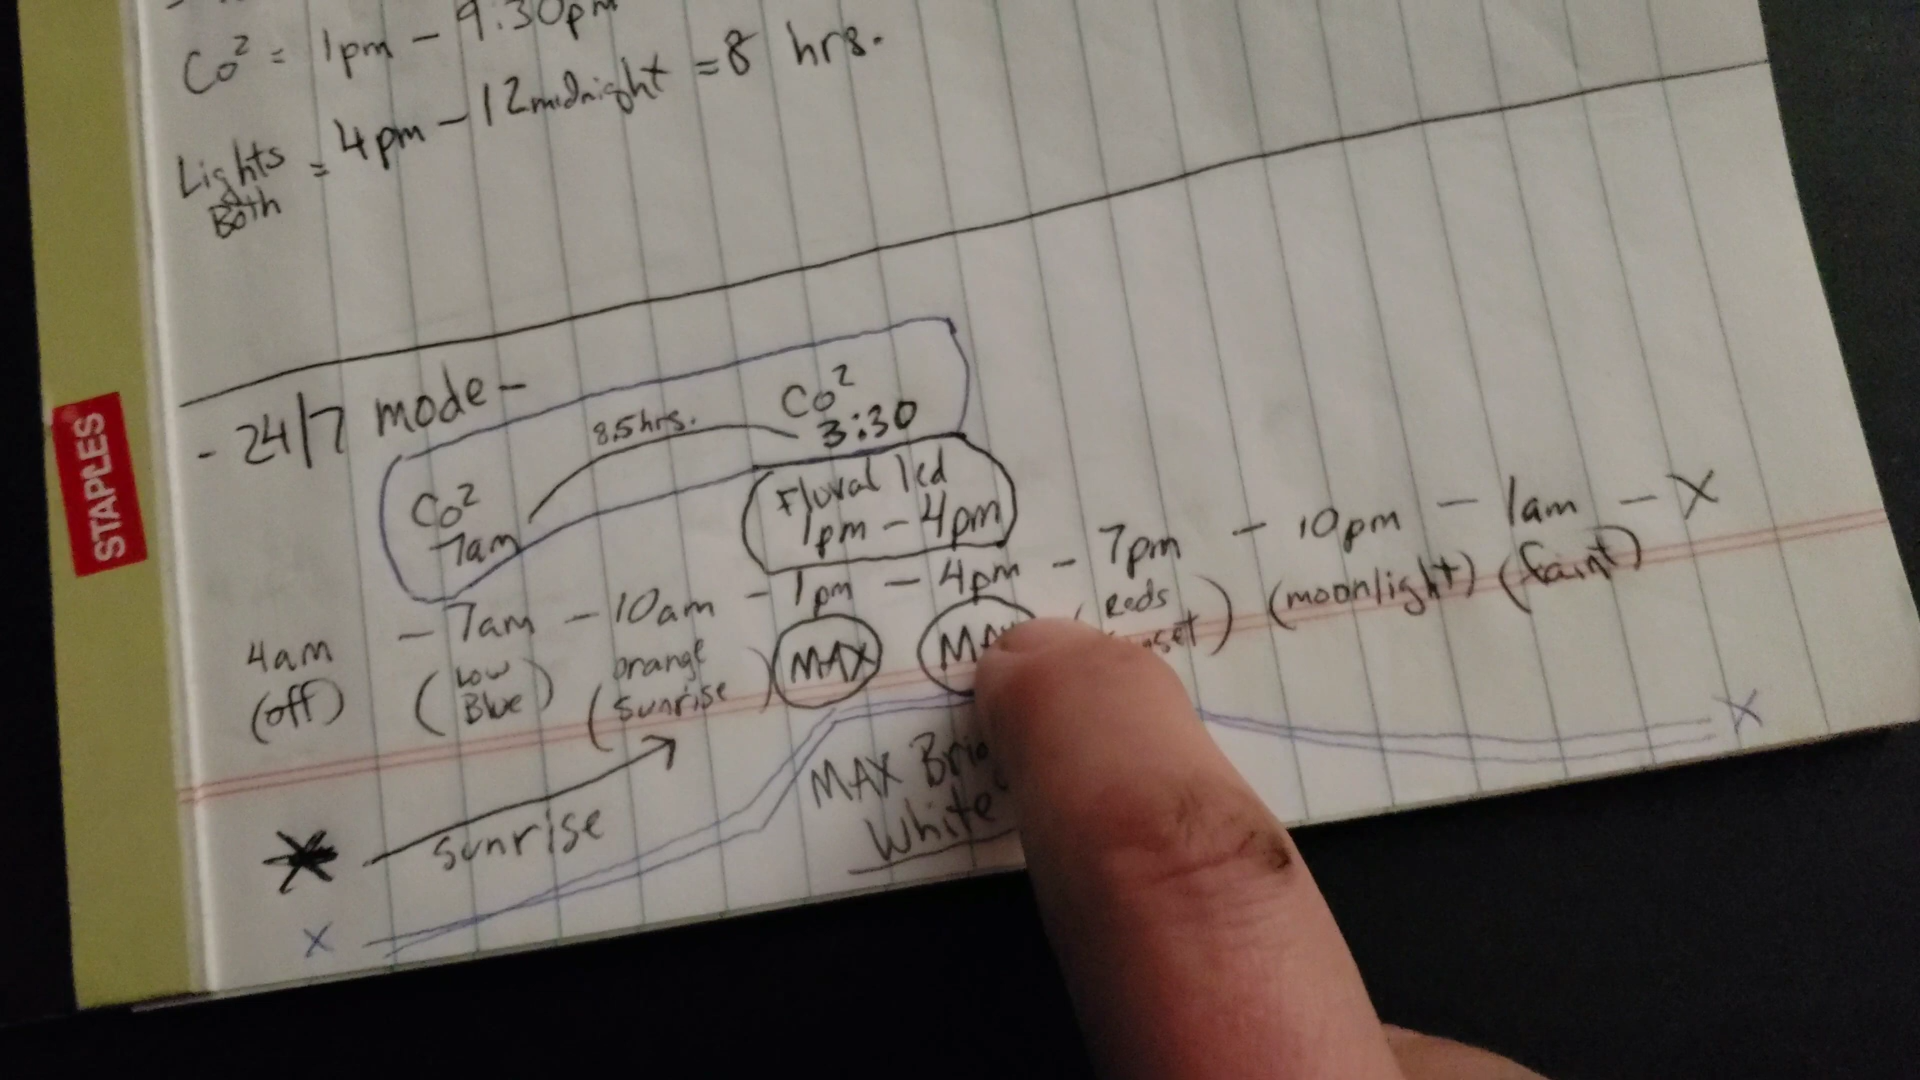 Co² = 1pm - 9:30pm
Lights Both = 4pm - 12midnight = 8 hrs.
STAPLES
- 24/7 mode -
Co² 7am
8.5hrs.
Co² 3:30
Fluval led
1pm - 4pm
4am - 7am - 10am - 1pm - 4pm - 7pm - 10pm - 1am - X
(off) (Low Blue) (orange sunrise) MAX (Reds (moonlight) (faint)
sunrise
MAX
White
X X